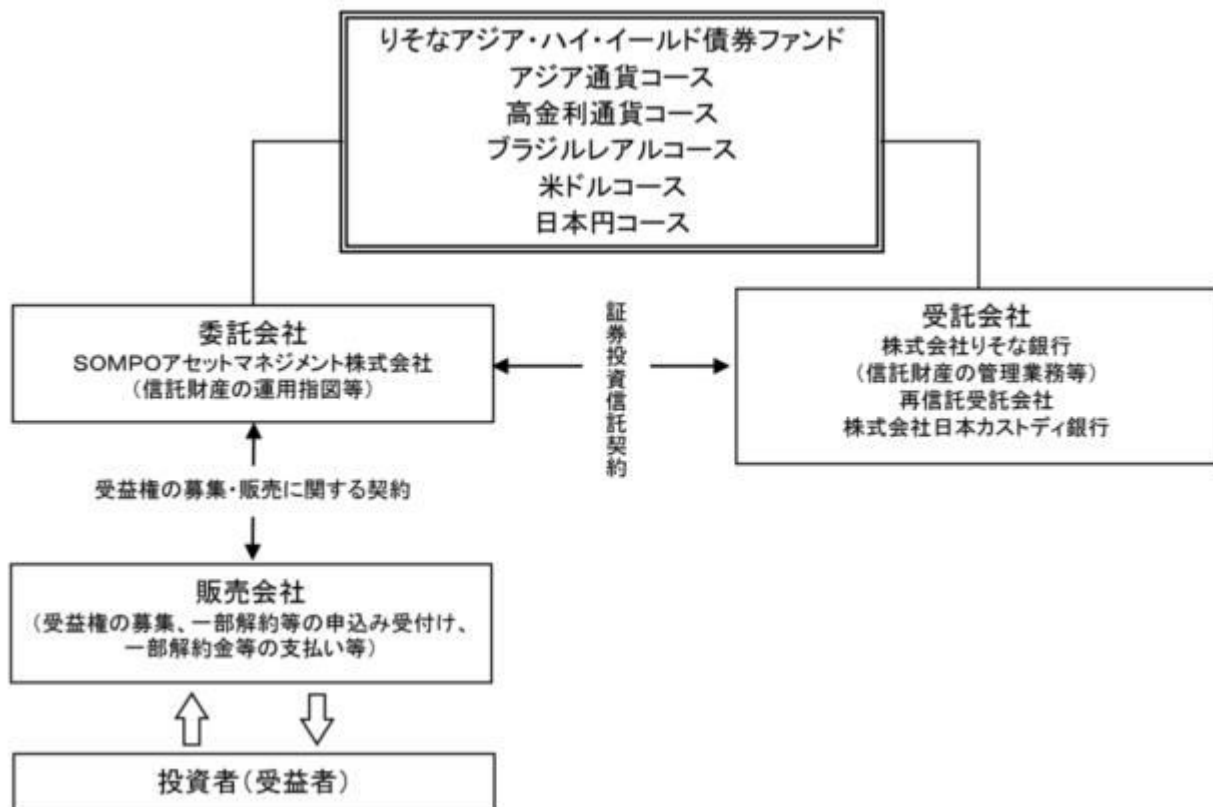 りそなアジア・ハイ・イールド債券ファンド
アジア通貨コース
高金利通貨コース
ブラジルレアルコース
米ドルコース
日本円コース
委託会社
SOMPOアセットマネジメント株式会社
(信託財産の運用指図等)
証券投資信託契約
受託会社
株式会社りそな銀行
(信託財産の管理業務等)
再信託受託会社
株式会社日本カストディ銀行
受益権の募集・販売に関する契約
販売会社
(受益権の募集、一部解約等の申込み受付け、
一部解約金等の支払い等)
投資者(受益者)